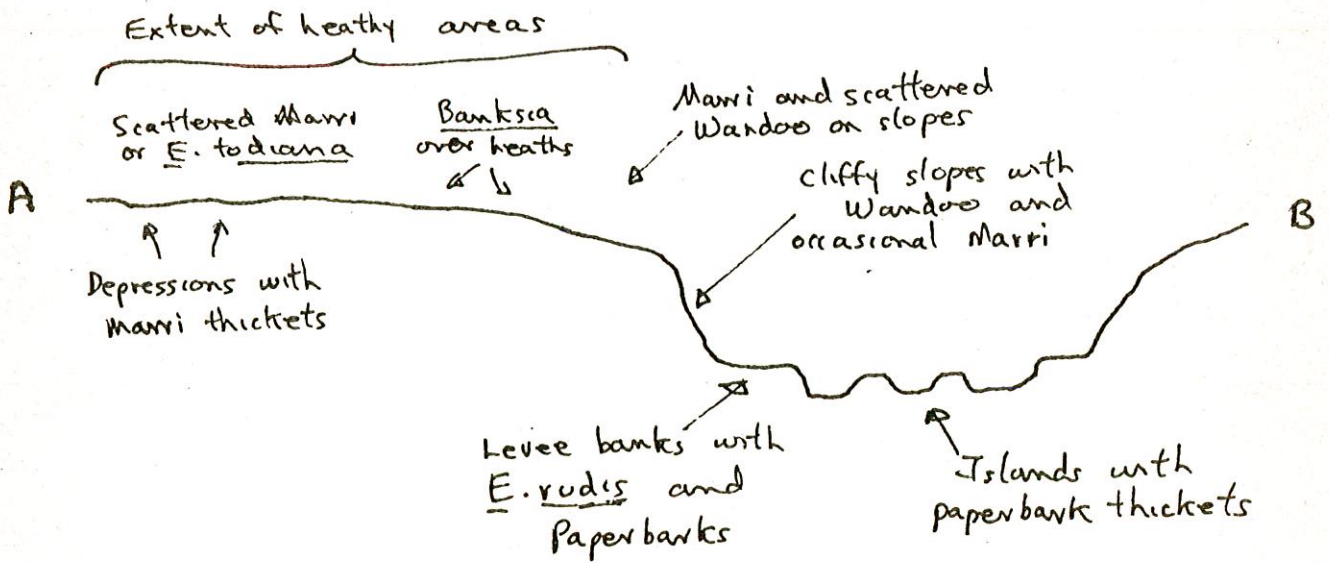 Extent of heathy areas
Scattered Marri
or E. todiana
Banksia
over heaths
Marri and scattered
Wandoo on slopes
Cliffy slopes with
Wandoo and
occasional Marri
A
B
Depressions with
marri thickets
Levee banks with
E. rudis and
Paperbarks
Islands with
paperbark thickets